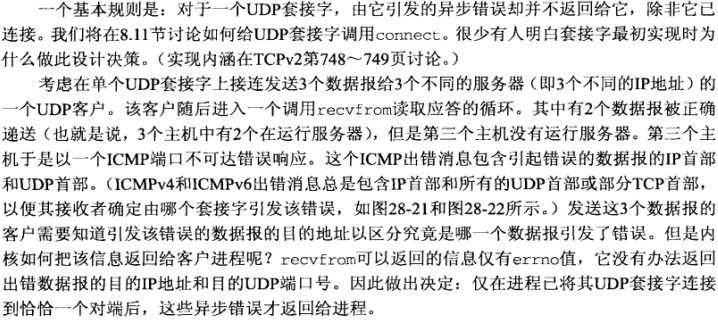 一个基本规则是：对于一个UDP套接字，由它引发的异步错误却并不返回给它，除非它已
连接。我们将在8.11节讨论如何给UDP套接字调用connect。很少有人明白套接字最初实现时为
什么做此设计决策。（实现内涵在TCPv2第748～749页讨论。）
考虑在单个UDP套接字上接连发送3个数据报给3个不同的服务器（即3个不同的IP地址）的
一个UDP客户。该客户随后进入一个调用recvfrom读取应答的循环。其中有2个数据报被正确
递送（也就是说，3个主机中有2个在运行服务器），但是第三个主机没有运行服务器。第三个主
机于是以一个ICMP端口不可达错误响应。这个ICMP出错消息包含引起错误的数据报的IP首部
和UDP首部。（ICMPv4和ICMPv6出错消息总是包含IP首部和所有的UDP首部或部分TCP首部，
以便其接收者确定由哪个套接字引发该错误，如图28-21和图28-22所示。）发送这3个数据报的
客户需要知道引发该错误的数据报的目的地址以区分究竟是哪一个数据报引发了错误。但是内
核如何把该信息返回给客户进程呢？recvfrom可以返回的信息仅有errno值，它没有办法返回
出错数据报的目的IP地址和目的UDP端口号。因此做出决定：仅在进程已将其UDP套接字连接
到恰恰一个对端后，这些异步错误才返回给进程。